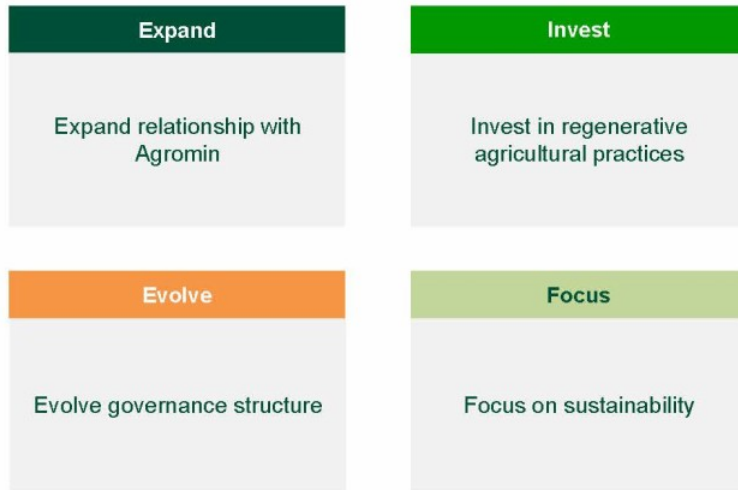 Expand
Expand relationship with
Agromin
Invest
Invest in regenerative
agricultural practices
Evolve
Evolve governance structure
Focus
Focus on sustainability